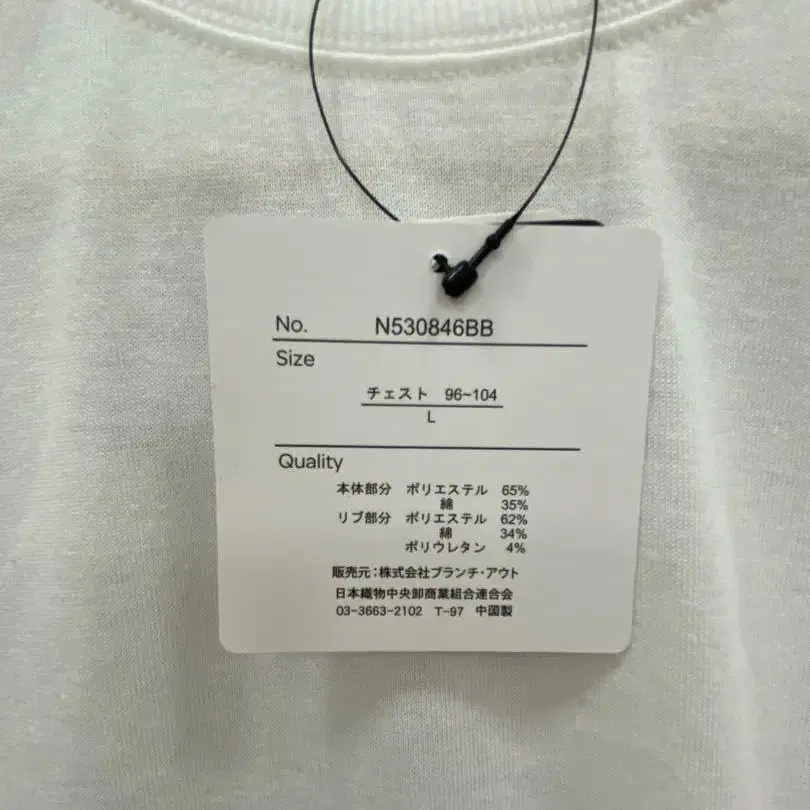 No. N530846BB
Size
チェスト 96~104
L
Quality
本体部分 ポリエステル 65%
綿 35%
リブ部分 ポリエステル 62%
綿 34%
ポリウレタン 4%
販売元:株式会社ブランチ・アウト
日本織物中央卸商業組合連合会
03-3663-2102 T-97 中国製